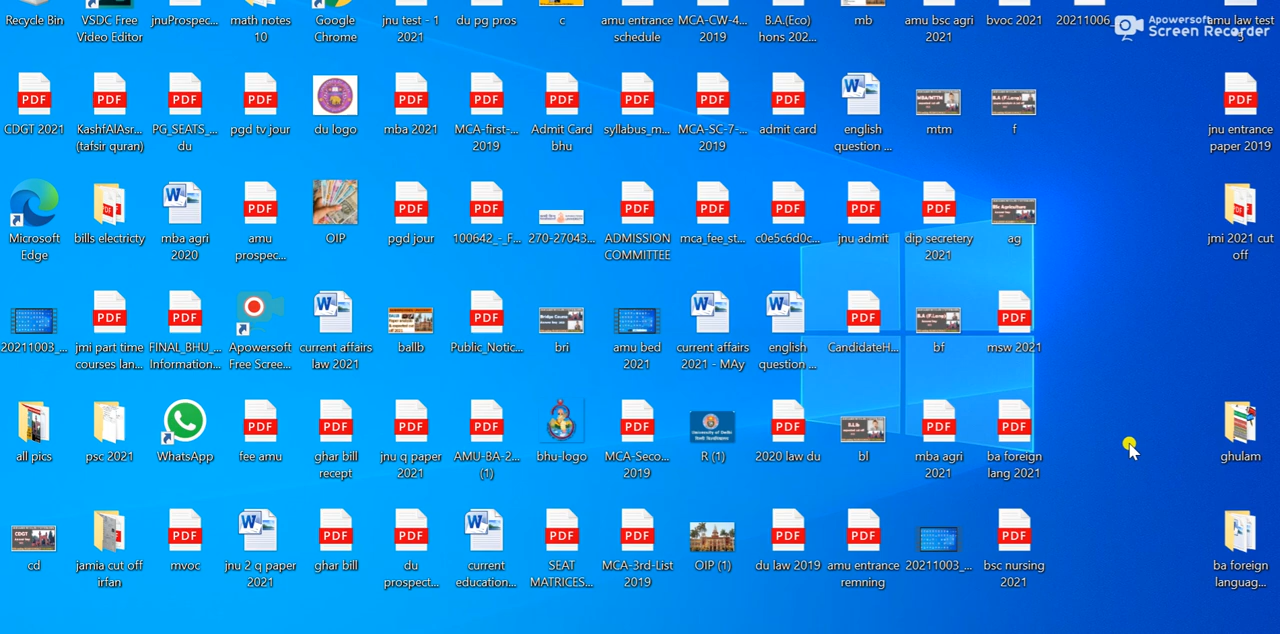 Recycle Bin
VSDC Free
Video Editor
jnuProspec...
math notes
10
Google
Chrome
jnu test - 1
2021
du pg pros
c
amu entrance
schedule
MCA-CW-4...
2019
B.A.(Eco)
hons 202...
mb
amu bsc agri
2021
bvoc 2021
20211006_
Apowersoft
Screen Recorder
amu law test
3
CDGT 2021
KashfAlAsr...
(tafsir quran)
PG_SEATS_...
du
pgd tv jour
du logo
mba 2021
MCA-first-...
2019
Admit Card
bhu
syllabus_m...
MCA-SC-7-...
2019
admit card
english
question ...
mtm
f
jnu entrance
paper 2019
Microsoft
Edge
bills electricty
mba agri
2020
amu
prospec...
OIP
pgd jour
100642_-_F...
270-27043...
ADMISSION
COMMITTEE
mca_fee_st...
c0e5c6d0c...
jnu admit
dip secretery
2021
ag
jmi 2021 cut
off
20211003_...
jmi part time
courses lan...
FINAL_BHU_
Information...
Apowersoft
Free Scree...
current affairs
law 2021
ballb
Public_Notic...
bri
amu bed
2021
current affairs
2021 - MAy
english
question ...
CandidateH...
bf
msw 2021
all pics
psc 2021
WhatsApp
fee amu
ghar bill
recept
jnu q paper
2021
AMU-BA-2...
(1)
bhu-logo
MCA-Seco...
2019
R (1)
2020 law du
bl
mba agri
2021
ba foreign
lang 2021
ghulam
cd
jamia cut off
irfan
mvoc
jnu 2 q paper
2021
ghar bill
du
prospect...
current
education...
SEAT
MATRICES...
MCA-3rd-List
2019
OIP (1)
du law 2019
amu entrance
remning
20211003_...
bsc nursing
2021
ba foreign
languag...